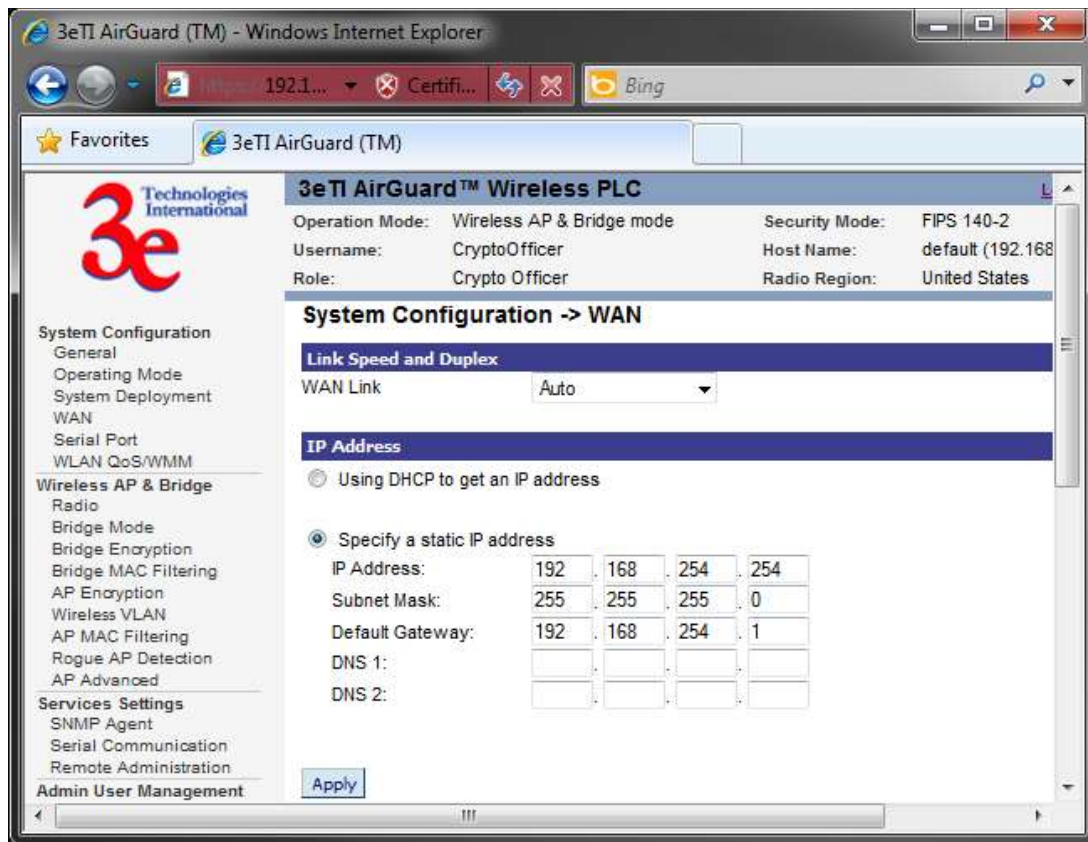 3eTI AirGuard (TM) - Windows Internet Explorer
192.1... Certifi... Bing
Favorites 3eTI AirGuard (TM)
3e Technologies International
3eTI AirGuard™ Wireless PLC
Operation Mode: Wireless AP & Bridge mode Security Mode: FIPS 140-2
Username: CryptoOfficer Host Name: default (192.168
Role: Crypto Officer Radio Region: United States
System Configuration
General
Operating Mode
System Deployment
WAN
Serial Port
WLAN QoS/WMM
Wireless AP & Bridge
Radio
Bridge Mode
Bridge Encryption
Bridge MAC Filtering
AP Encryption
Wireless VLAN
AP MAC Filtering
Rogue AP Detection
AP Advanced
Services Settings
SNMP Agent
Serial Communication
Remote Administration
Admin User Management
System Configuration -> WAN
Link Speed and Duplex
WAN Link Auto
IP Address
Using DHCP to get an IP address
Specify a static IP address
IP Address: 192 . 168 . 254 . 254
Subnet Mask: 255 . 255 . 255 . 0
Default Gateway: 192 . 168 . 254 . 1
DNS 1: . . .
DNS 2: . . .
Apply